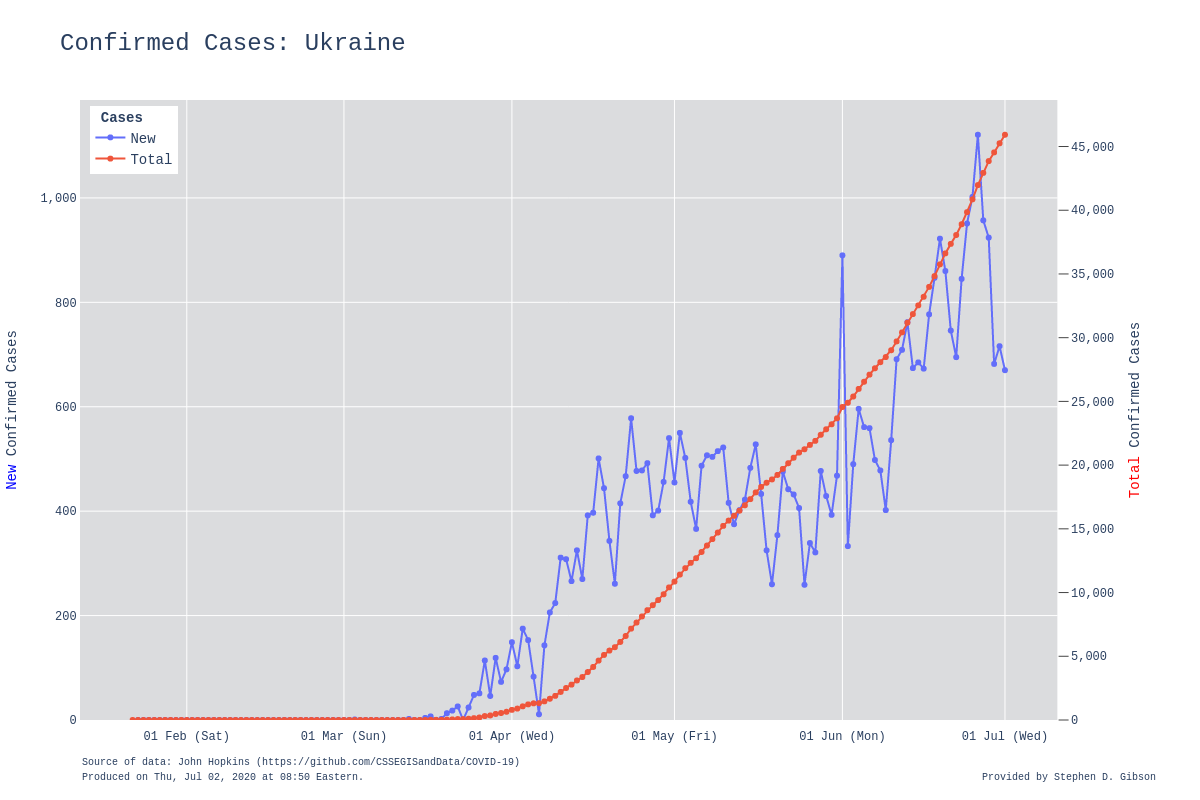 Confirmed Cases: Ukraine
Cases
New
Total
1,000
800
600
400
200
0
New Confirmed Cases
45,000
40,000
35,000
30,000
25,000
20,000
15,000
10,000
5,000
0
Total Confirmed Cases
01 Feb (Sat)
01 Mar (Sun)
01 Apr (Wed)
01 May (Fri)
01 Jun (Mon)
01 Jul (Wed)
Source of data: John Hopkins (https://github.com/CSSEGISandData/COVID-19)
Produced on Thu, Jul 02, 2020 at 08:50 Eastern.
Provided by Stephen D. Gibson